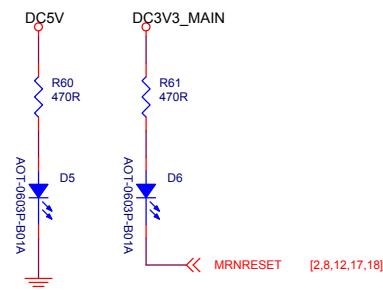 DC5V
DC3V3_MAIN
R60
470R
R61
470R
AOT-0603P-B01A
D5
AOT-0603P-B01A
D6
MRNRESET [2,8,12,17,18]